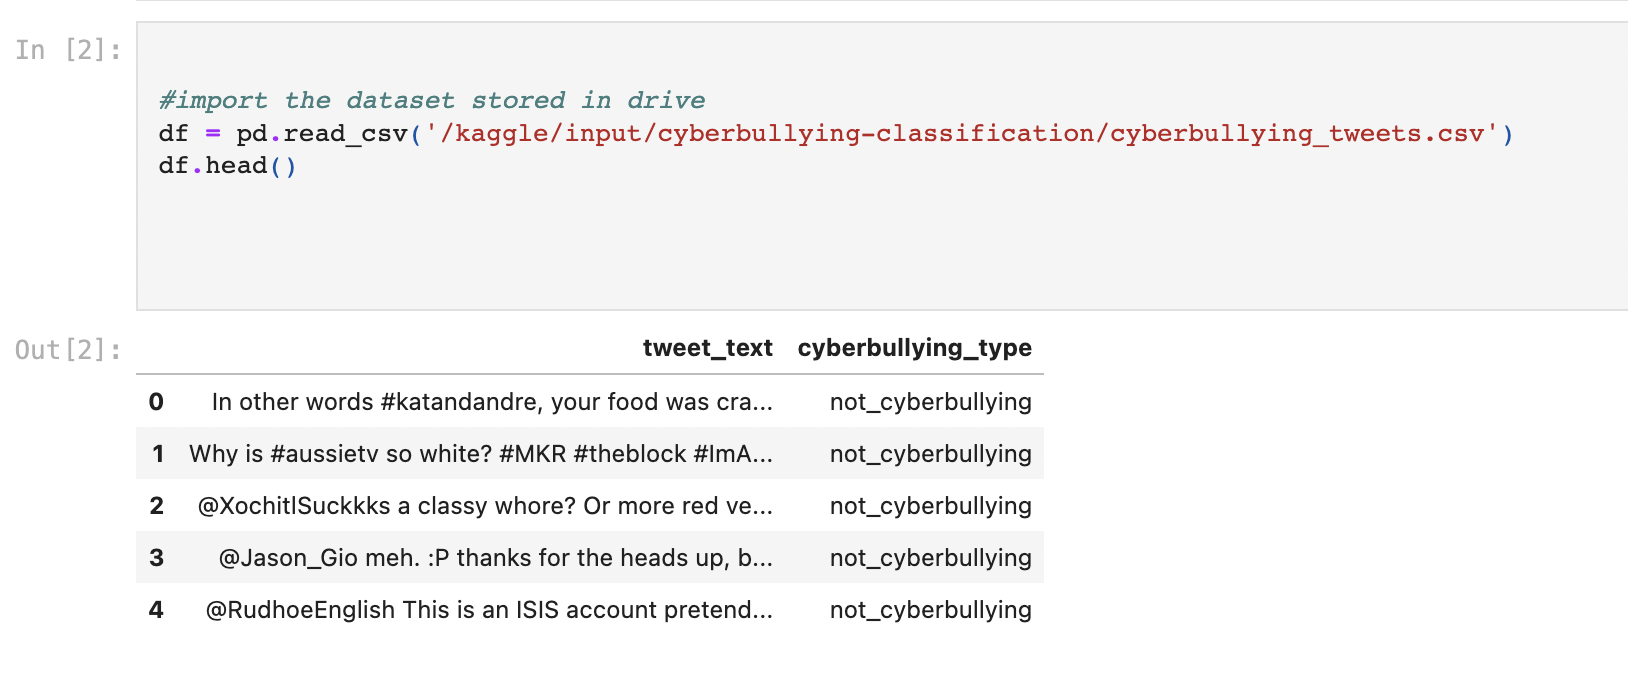 In [2]:
#import the dataset stored in drive
df = pd.read_csv('/kaggle/input/cyberbullying-classification/cyberbullying_tweets.csv')
df.head()
Out[2]:
tweet_text cyberbullying_type
0 In other words #katandandre, your food was cra... not_cyberbullying
1 Why is #aussietv so white? #MKR #theblock #ImA... not_cyberbullying
2 @XochitlSuckkks a classy whore? Or more red ve... not_cyberbullying
3 @Jason_Gio meh. :P thanks for the heads up, b... not_cyberbullying
4 @RudhoeEnglish This is an ISIS account pretend... not_cyberbullying